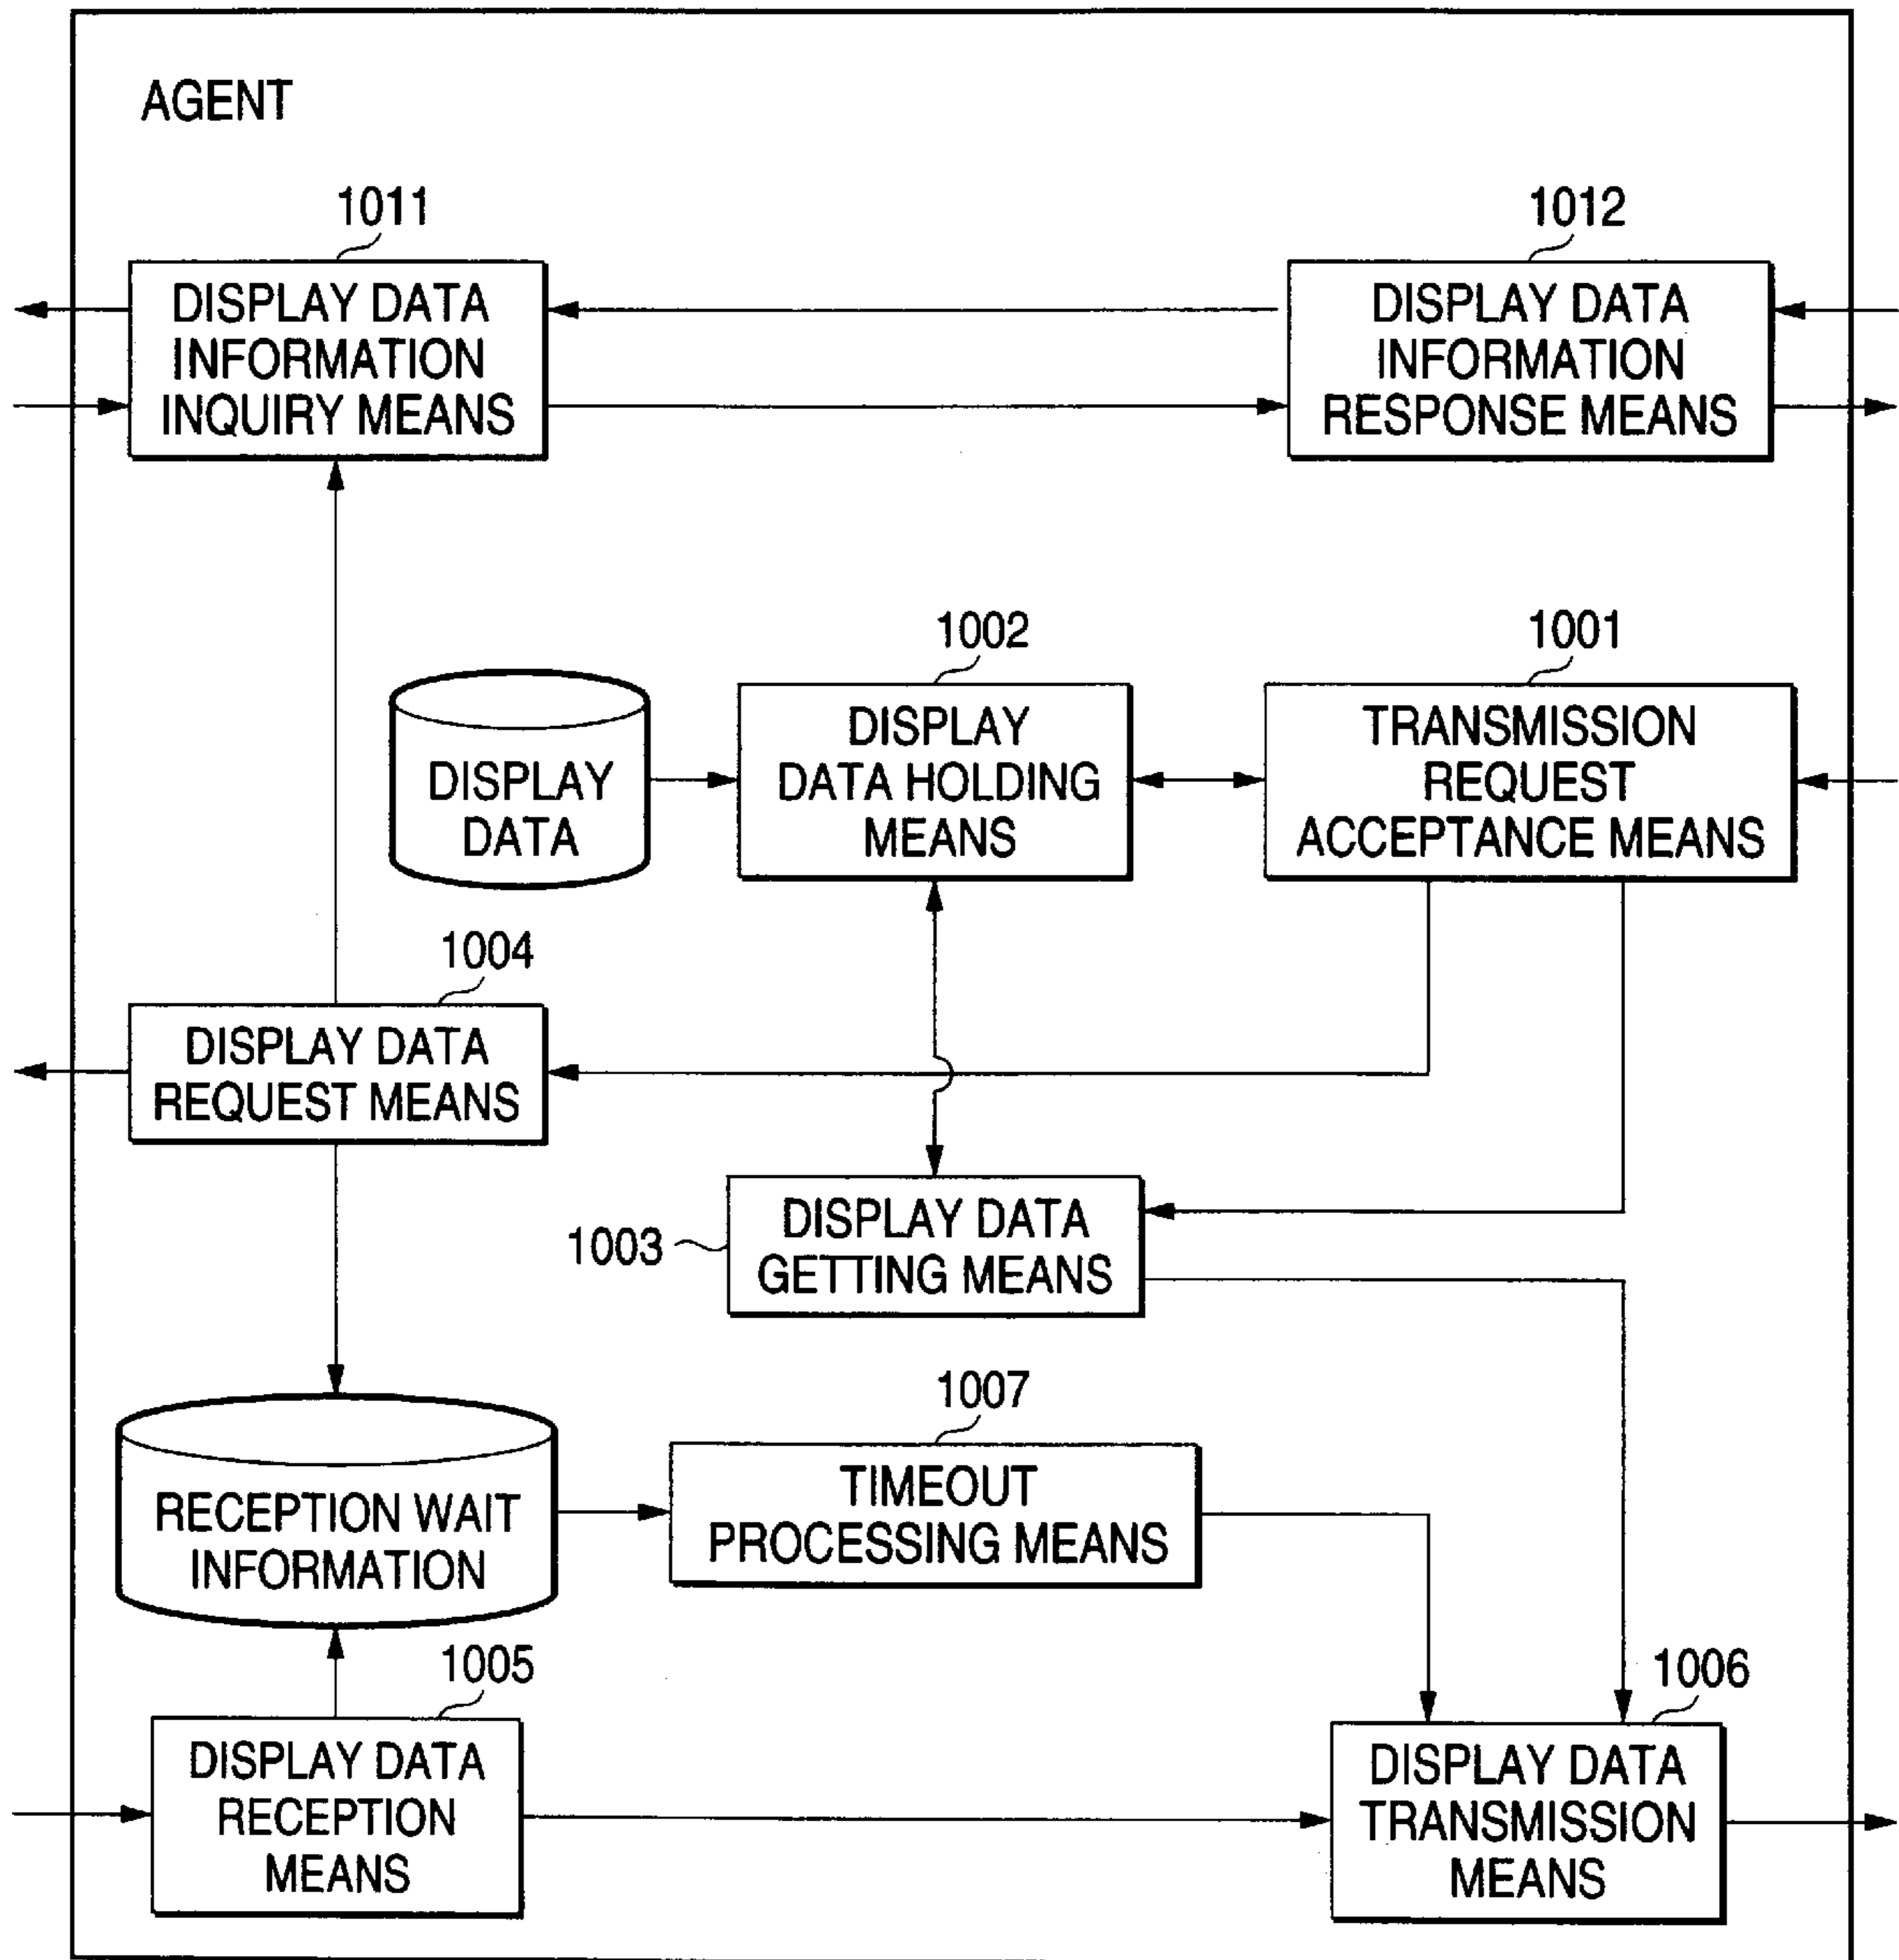 AGENT
1011
DISPLAY DATA
INFORMATION
INQUIRY MEANS
1012
DISPLAY DATA
INFORMATION
RESPONSE MEANS
DISPLAY
DATA
1002
DISPLAY
DATA HOLDING
MEANS
1001
TRANSMISSION
REQUEST
ACCEPTANCE MEANS
1004
DISPLAY DATA
REQUEST MEANS
1003
DISPLAY DATA
GETTING MEANS
RECEPTION WAIT
INFORMATION
1007
TIMEOUT
PROCESSING MEANS
1005
DISPLAY DATA
RECEPTION
MEANS
1006
DISPLAY DATA
TRANSMISSION
MEANS